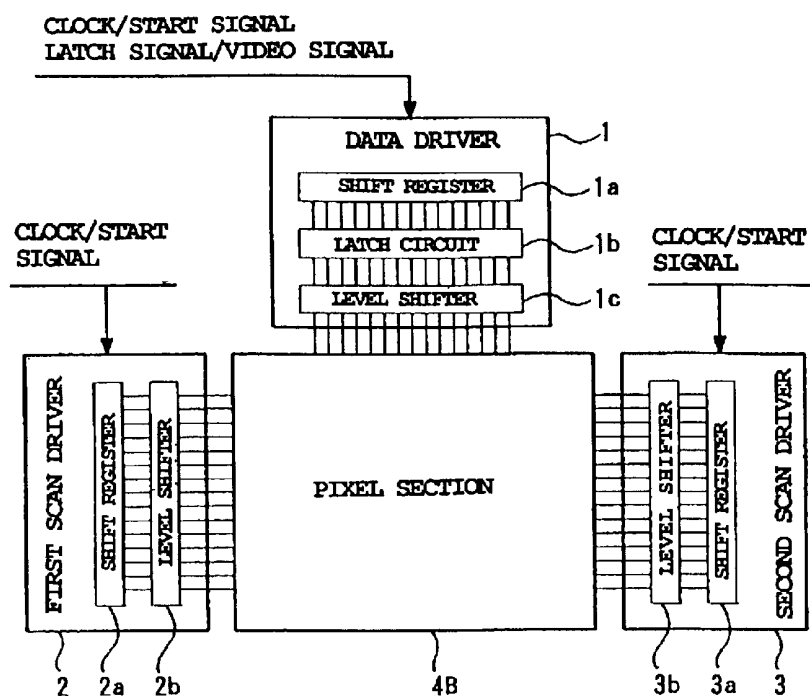 CLOCK/START SIGNAL
LATCH SIGNAL/VIDEO SIGNAL
DATA DRIVER
1
SHIFT REGISTER
1a
LATCH CIRCUIT
1b
LEVEL SHIFTER
1c
CLOCK/START
SIGNAL
CLOCK/START
SIGNAL
FIRST SCAN DRIVER
SHIFT REGISTER
LEVEL SHIFTER
PIXEL SECTION
LEVEL SHIFTER
SHIFT REGISTER
SECOND SCAN DRIVER
2
2a
2b
4B
3b
3a
3